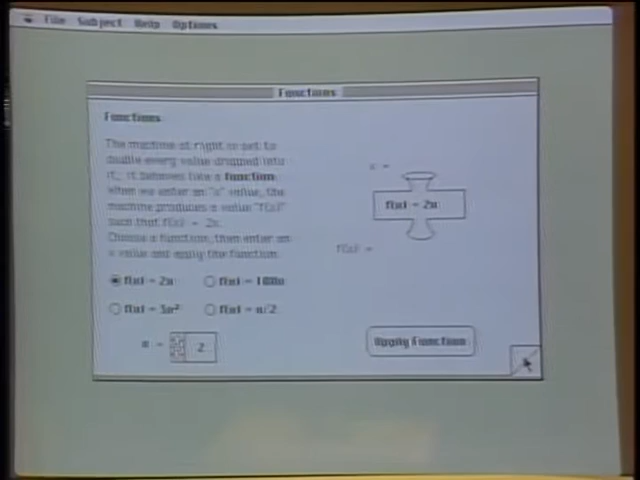 File Subject Help Options
Functions
Functions
The machine at right is set to
double every value dropped into
it; it behaves like a function.
When we enter an "x" value, the
machine produces a value "f(x)"
such that f(x) = 2x.
Choose a function, then enter an
x value and apply the function.
f(x) = 2x f(x) = 100x
f(x) = 3x² f(x) = x/2
x = 2
x =
f(x) = 2x
f(x) =
Apply Function